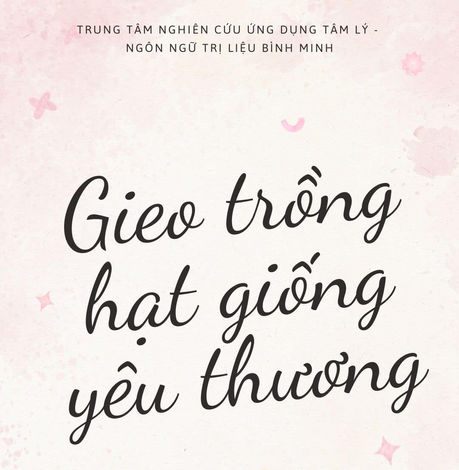 TRUNG TÂM NGHIÊN CỨU ỨNG DỤNG TÂM LÝ -
NGÔN NGỮ TRỊ LIỆU BÌNH MINH
Gieo trồng
hạt giống
yêu thương